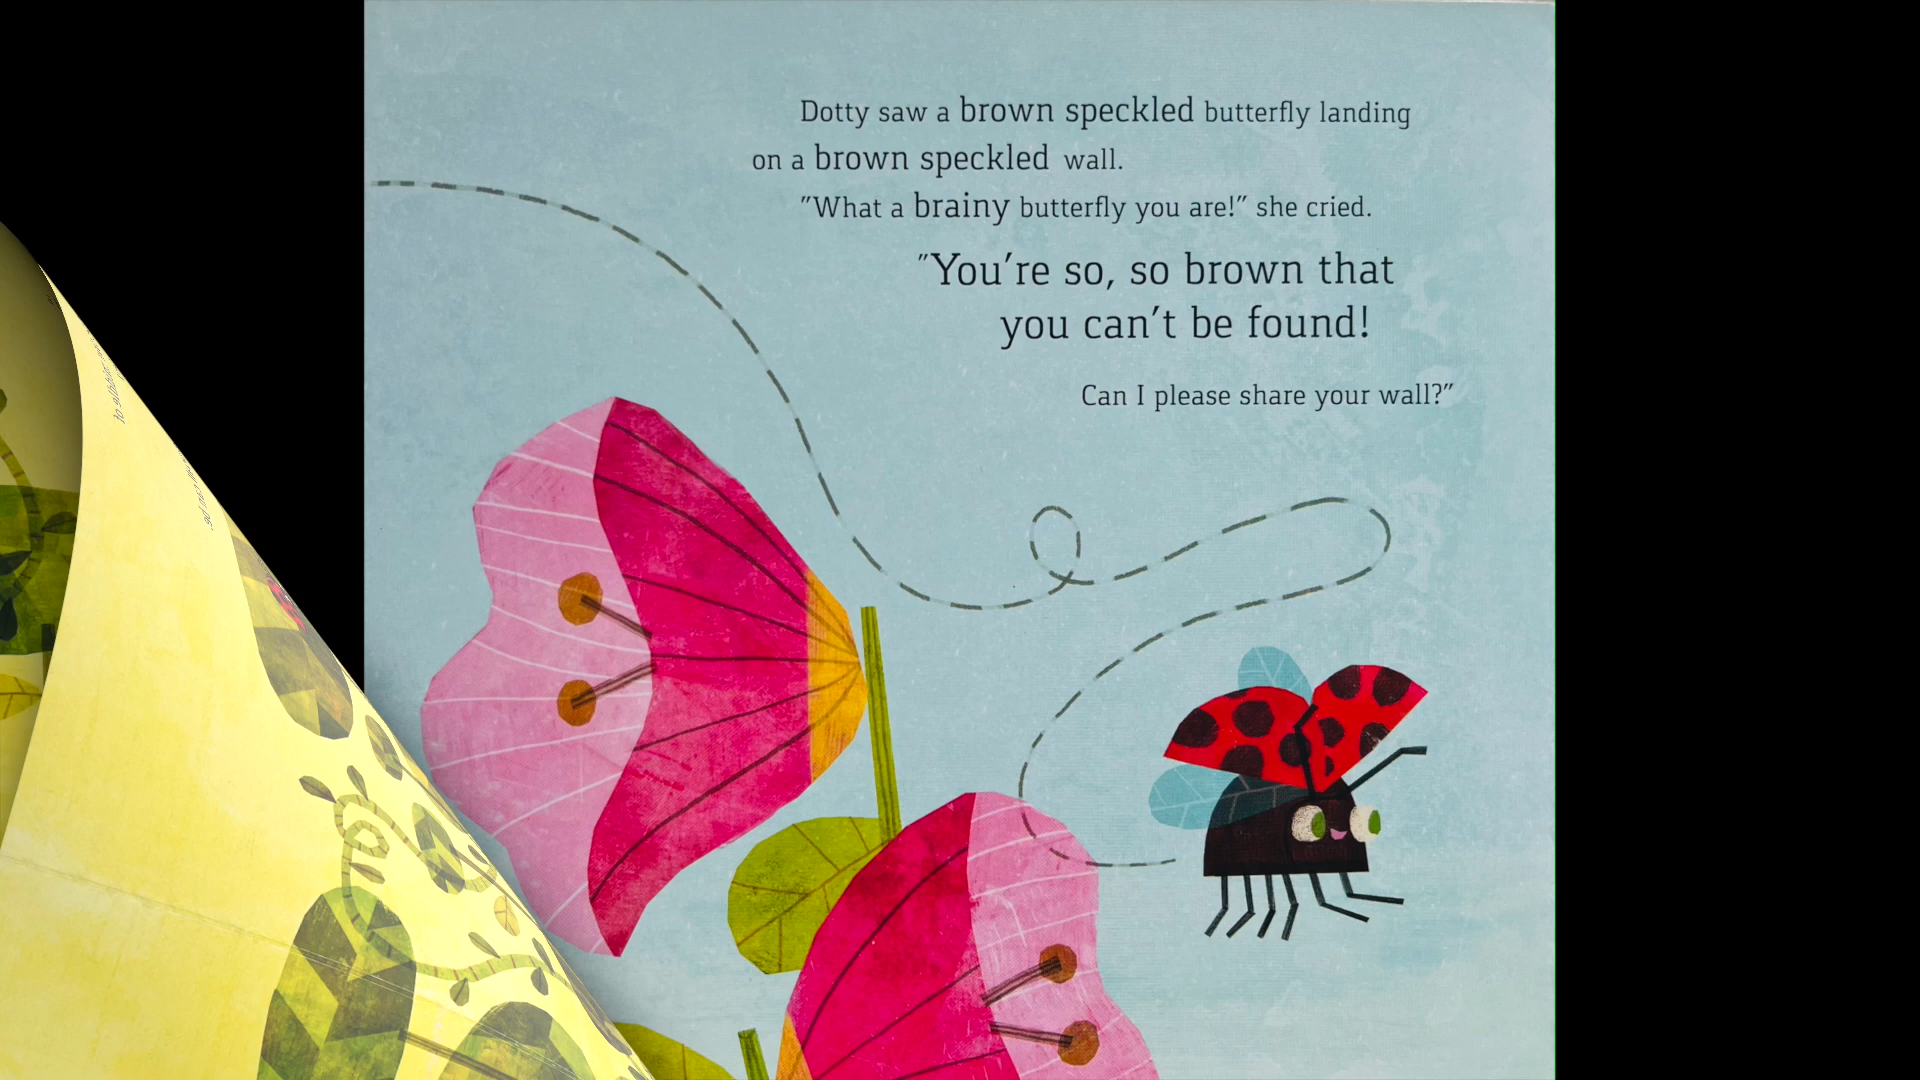 Dotty saw a brown speckled butterfly landing
on a brown speckled wall.
"What a brainy butterfly you are!" she cried.
"You're so, so brown that
you can't be found!
Can I please share your wall?"